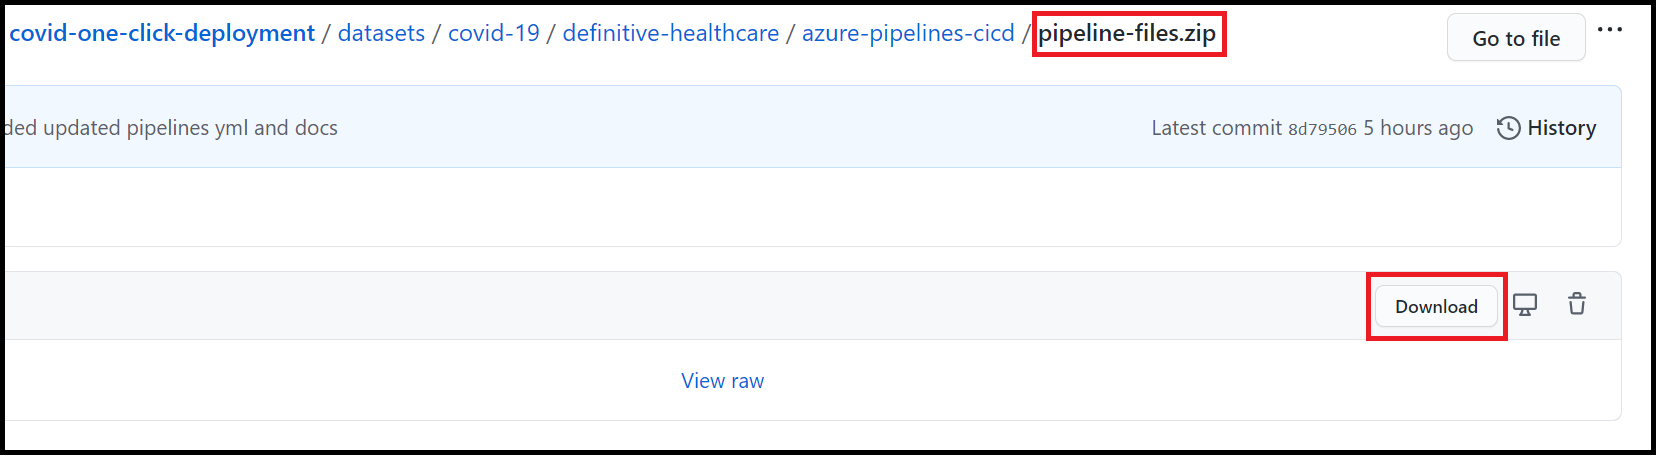 covid-one-click-deployment / datasets / covid-19 / definitive-healthcare / azure-pipelines-cicd / pipeline-files.zip
Go to file ...
ded updated pipelines yml and docs
Latest commit 8d79506 5 hours ago
History
Download
View raw